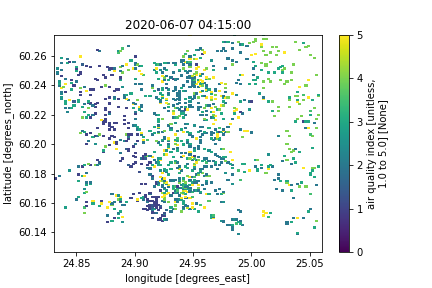 2020-06-07 04:15:00
60.26
60.24
60.22
60.20
60.18
60.16
60.14
latitude [degrees_north]
24.85 24.90 24.95 25.00 25.05
longitude [degrees_east]
5
4
3
2
1
0
air quality index [unitless,
1.0 to 5.0] [None]